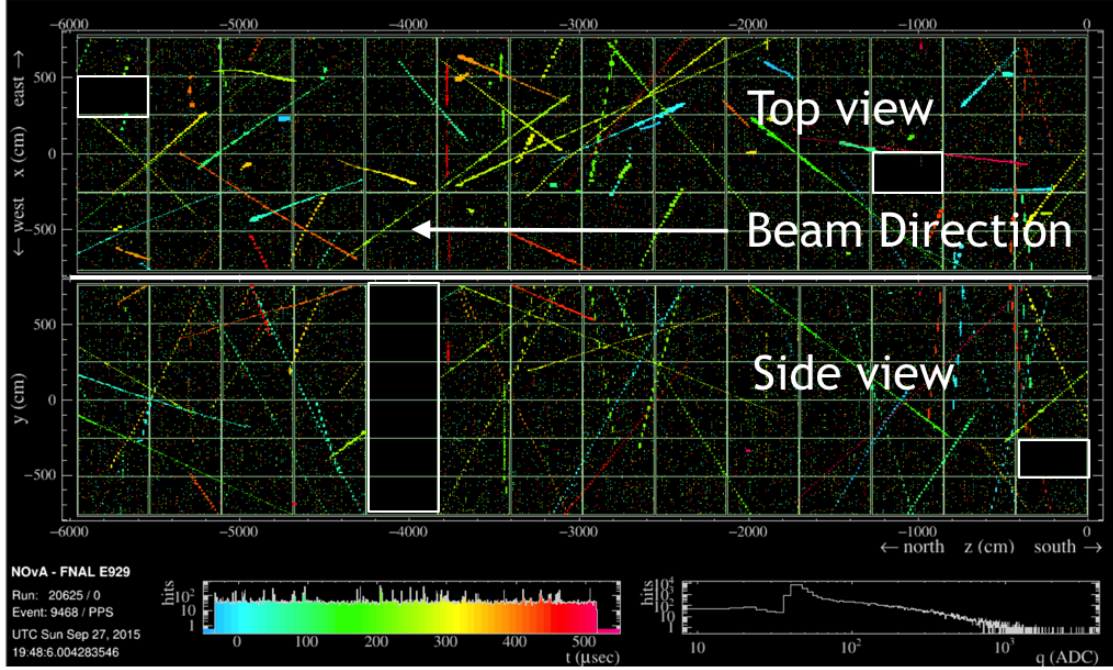 −6000 −5000 −4000 −3000 −2000 −1000 0
east →
500
0
−500
x (cm)
← west
Top view
Beam Direction
500
0
−500
y (cm)
Side view
−6000 −5000 −4000 −3000 −2000 −1000 0
← north z (cm) south →
NOvA - FNAL E929
Run: 20625 / 0
Event: 9468 / PPS
UTC Sun Sep 27, 2015
19:48:6.004283546
hits
10²
10
1
0 100 200 300 400 500
t (μsec)
hits
10⁴
10³
10²
10
1
10 10² 10³
q (ADC)